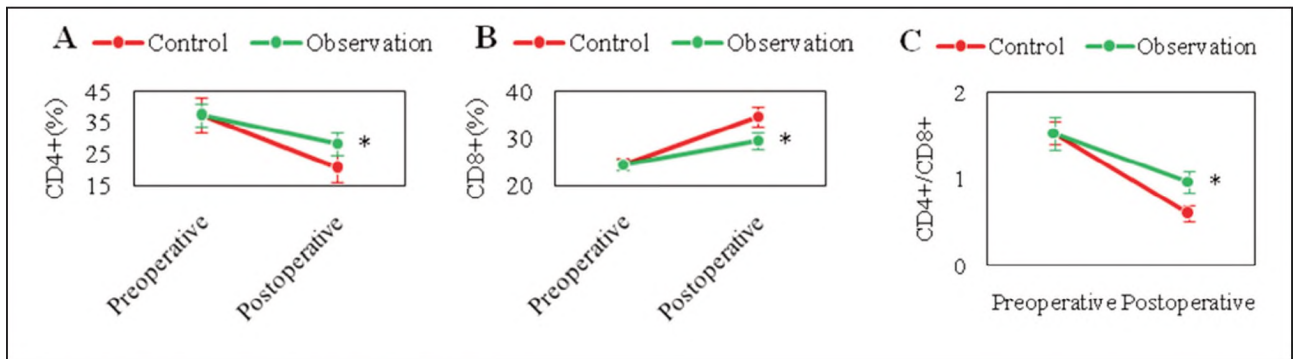 A Control Observation
CD4+(%)
45
35
25
15
*
Preoperative
Postoperative
B Control Observation
CD8+(%)
40
30
20
*
Preoperative
Postoperative
C Control Observation
CD4+/CD8+
2
1
0
*
Preoperative Postoperative